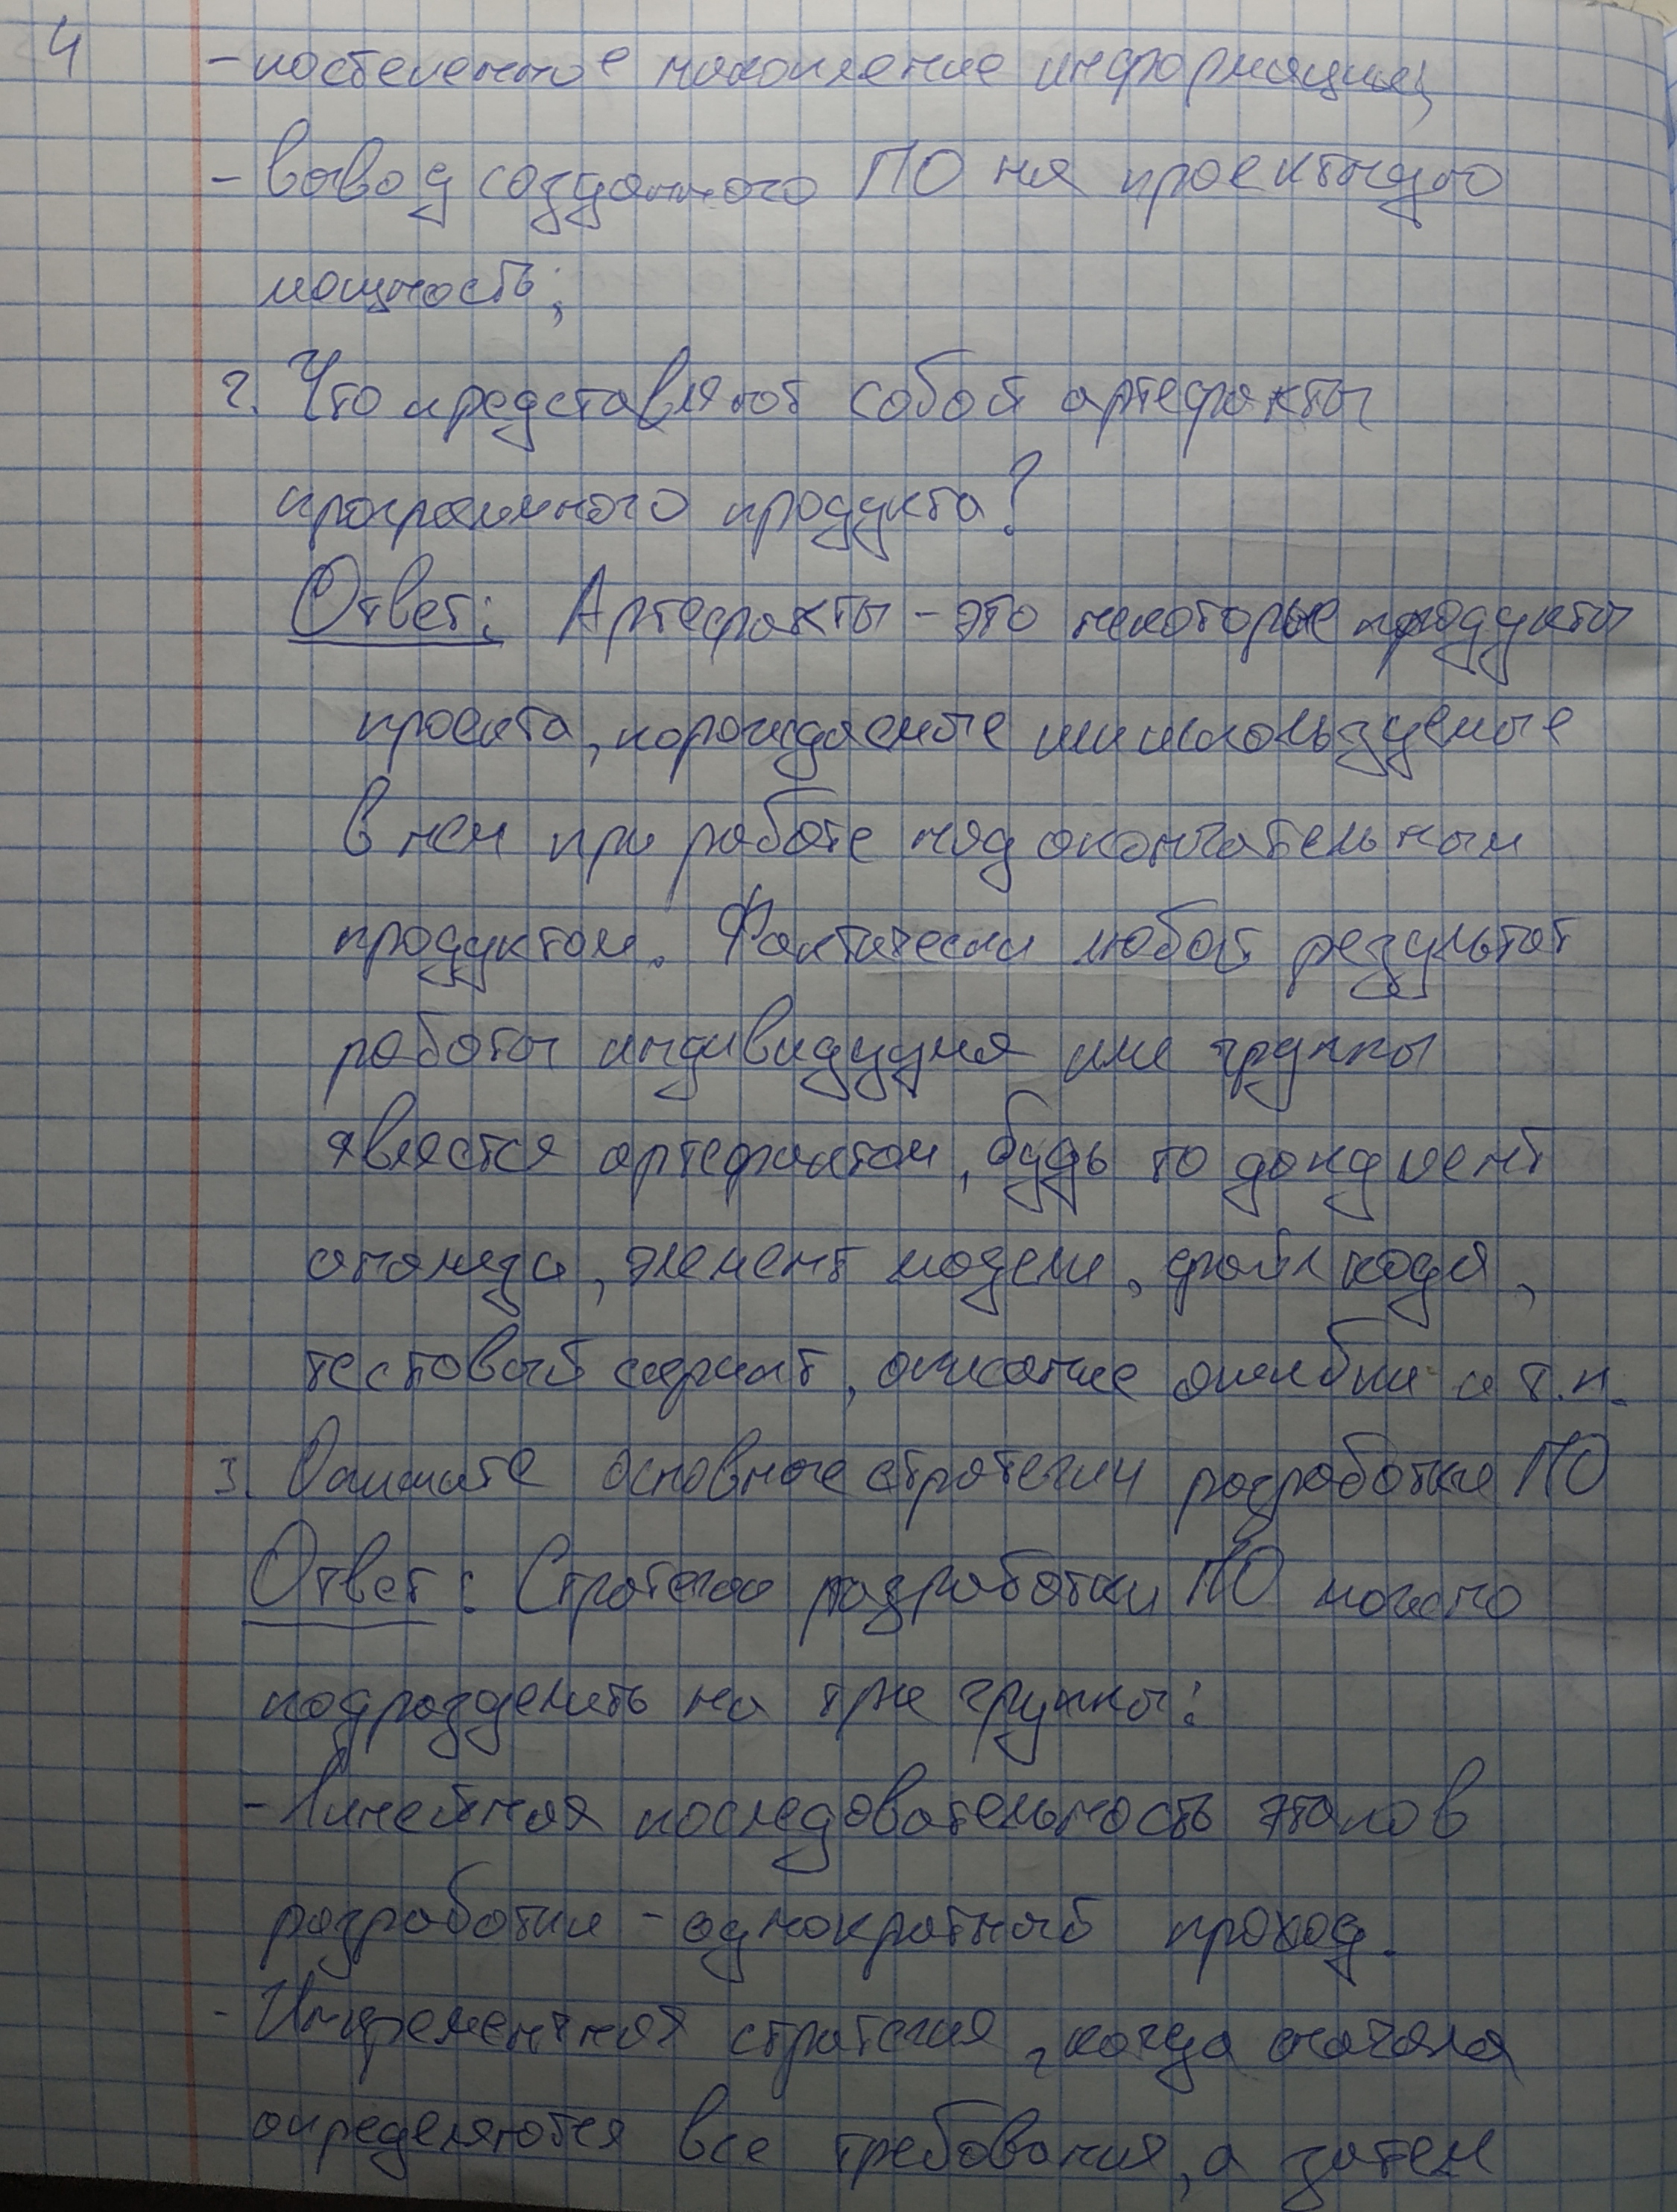 4
- постепенное накопление информации;
- вывод созданного ПО на проектную
мощность;
2. Что представляют собой артефакты
программного продукта?
Ответ: Артефакты - это некоторые продукты
проекта, порождаемые или используемые
в нем при работе над окончательным
продуктом. Фактически любой результат
работы индивидуума или группы
является артефактом, будь то документ
анализа, элемент модели, файл кода,
тестовый скрипт, описание ошибки и т.п.
3. Опишите основные стратегии разработки ПО
Ответ: Стратегию разработки ПО можно
подразделить на три группы:
- Линейная последовательность этапов
разработки - однократный проход.
- Инкрементная стратегия, когда сначала
определяются все требования, а затем